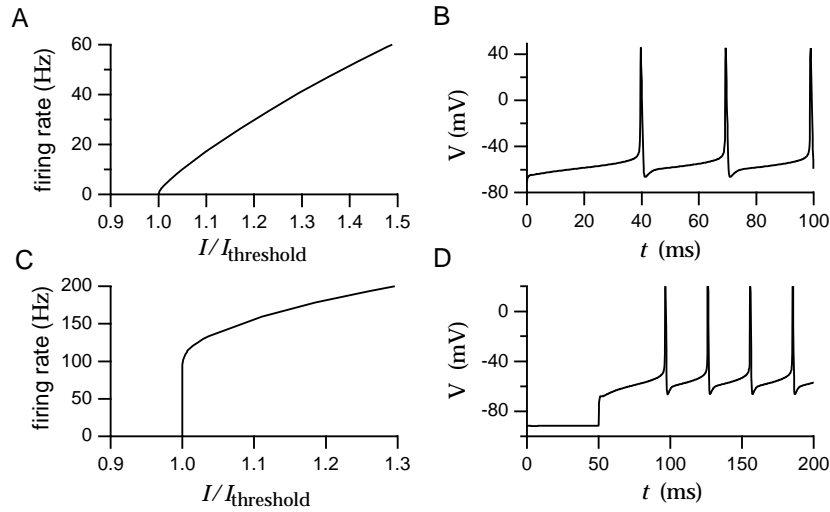 A
60
40
20
0
firing rate (Hz)
0.9 1.0 1.1 1.2 1.3 1.4 1.5
I/Ithreshold
B
40
0
-40
-80
V (mV)
0 20 40 60 80 100
t (ms)
C
200
150
100
50
0
firing rate (Hz)
0.9 1.0 1.1 1.2 1.3
I/Ithreshold
D
0
-40
-80
V (mV)
0 50 100 150 200
t (ms)